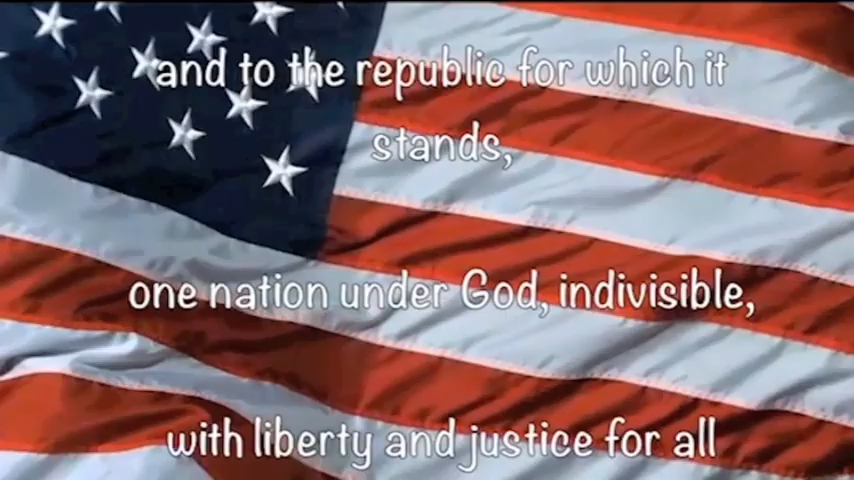 and to the republic for which it
stands,
one nation under God, indivisible,
with liberty and justice for all